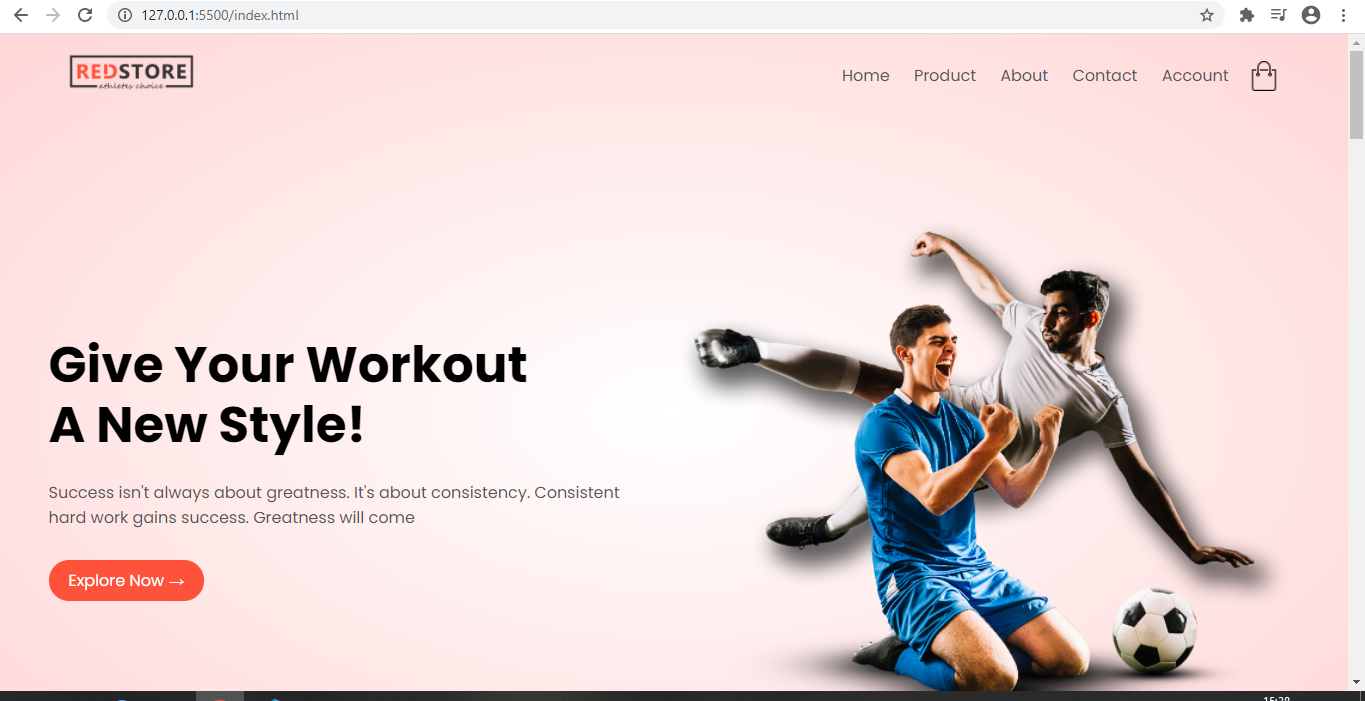 127.0.0.1:5500/index.html
REDSTORE
athletes choice
Home Product About Contact Account
Give Your Workout
A New Style!
Success isn't always about greatness. It's about consistency. Consistent
hard work gains success. Greatness will come
Explore Now →